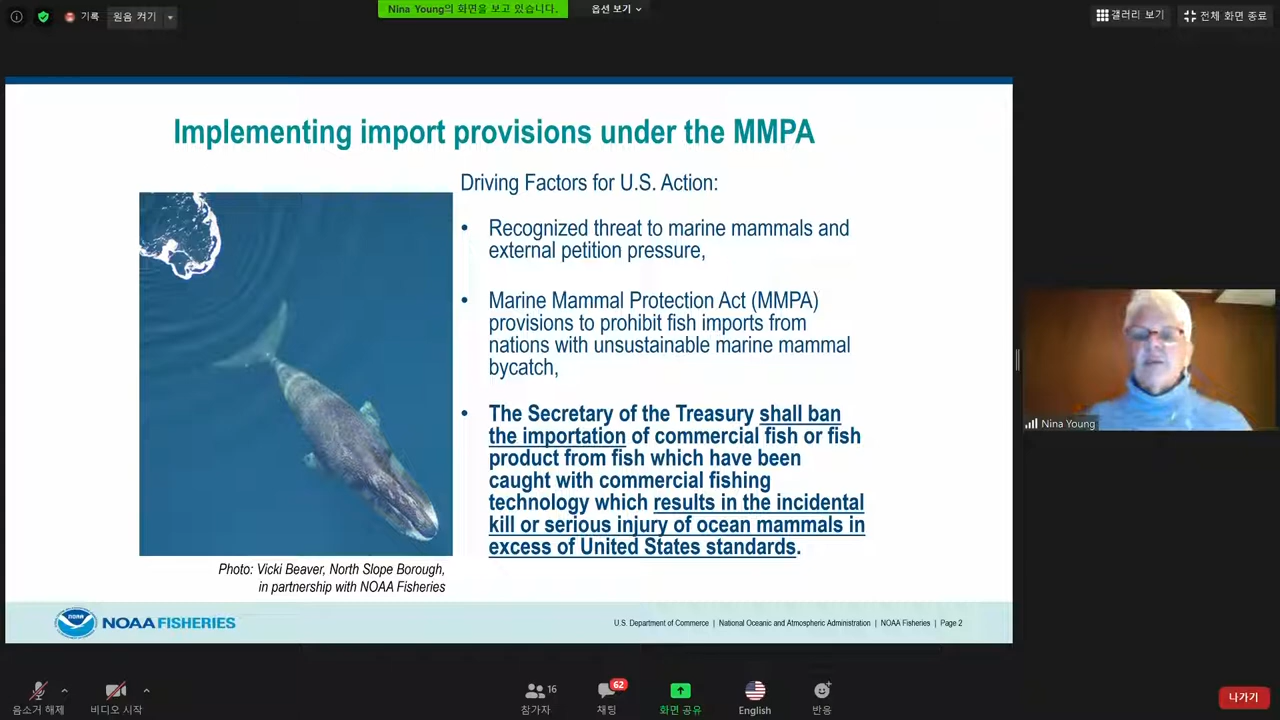 기록
원음 켜기
Nina Young의 화면을 보고 있습니다.
옵션 보기
갤러리 보기
전체 화면 종료
Implementing import provisions under the MMPA
Driving Factors for U.S. Action:
• Recognized threat to marine mammals and
external petition pressure,
• Marine Mammal Protection Act (MMPA)
provisions to prohibit fish imports from
nations with unsustainable marine mammal
bycatch,
• The Secretary of the Treasury shall ban
the importation of commercial fish or fish
product from fish which have been
caught with commercial fishing
technology which results in the incidental
kill or serious injury of ocean mammals in
excess of United States standards.
Photo: Vicki Beaver, North Slope Borough,
in partnership with NOAA Fisheries
NOAA
NOAA FISHERIES
U.S. Department of Commerce | National Oceanic and Atmospheric Administration | NOAA Fisheries | Page 2
Nina Young
음소거 해제
비디오 시작
16
참가자
62
채팅
화면 공유
English
반응
나가기